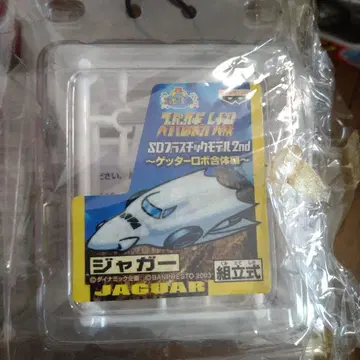 SDプラスチックモデル2nd
〜ゲッターロボ合体編〜
ジャガー
組立式
©ダイナミック企画 ©BANPRESTO 2003
JAGUAR